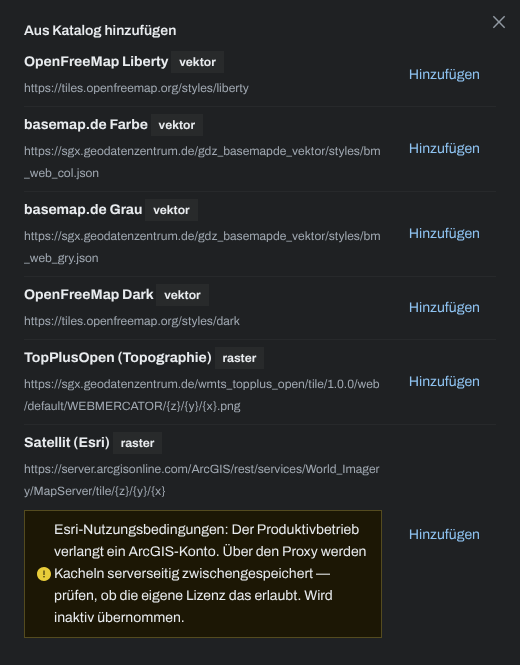 Aus Katalog hinzufügen
OpenFreeMap Liberty vektor
https://tiles.openfreemap.org/styles/liberty
Hinzufügen
basemap.de Farbe vektor
https://sgx.geodatenzentrum.de/gdz_basemapde_vektor/styles/bm
_web_col.json
Hinzufügen
basemap.de Grau vektor
https://sgx.geodatenzentrum.de/gdz_basemapde_vektor/styles/bm
_web_gry.json
Hinzufügen
OpenFreeMap Dark vektor
https://tiles.openfreemap.org/styles/dark
Hinzufügen
TopPlusOpen (Topographie) raster
https://sgx.geodatenzentrum.de/wmts_topplus_open/tile/1.0.0/web
/default/WEBMERCATOR/{z}/{y}/{x}.png
Hinzufügen
Satellit (Esri) raster
https://server.arcgisonline.com/ArcGIS/rest/services/World_Imager
y/MapServer/tile/{z}/{y}/{x}
Esri-Nutzungsbedingungen: Der Produktivbetrieb
verlangt ein ArcGIS-Konto. Über den Proxy werden
Kacheln serverseitig zwischengespeichert —
prüfen, ob die eigene Lizenz das erlaubt. Wird
inaktiv übernommen.
Hinzufügen